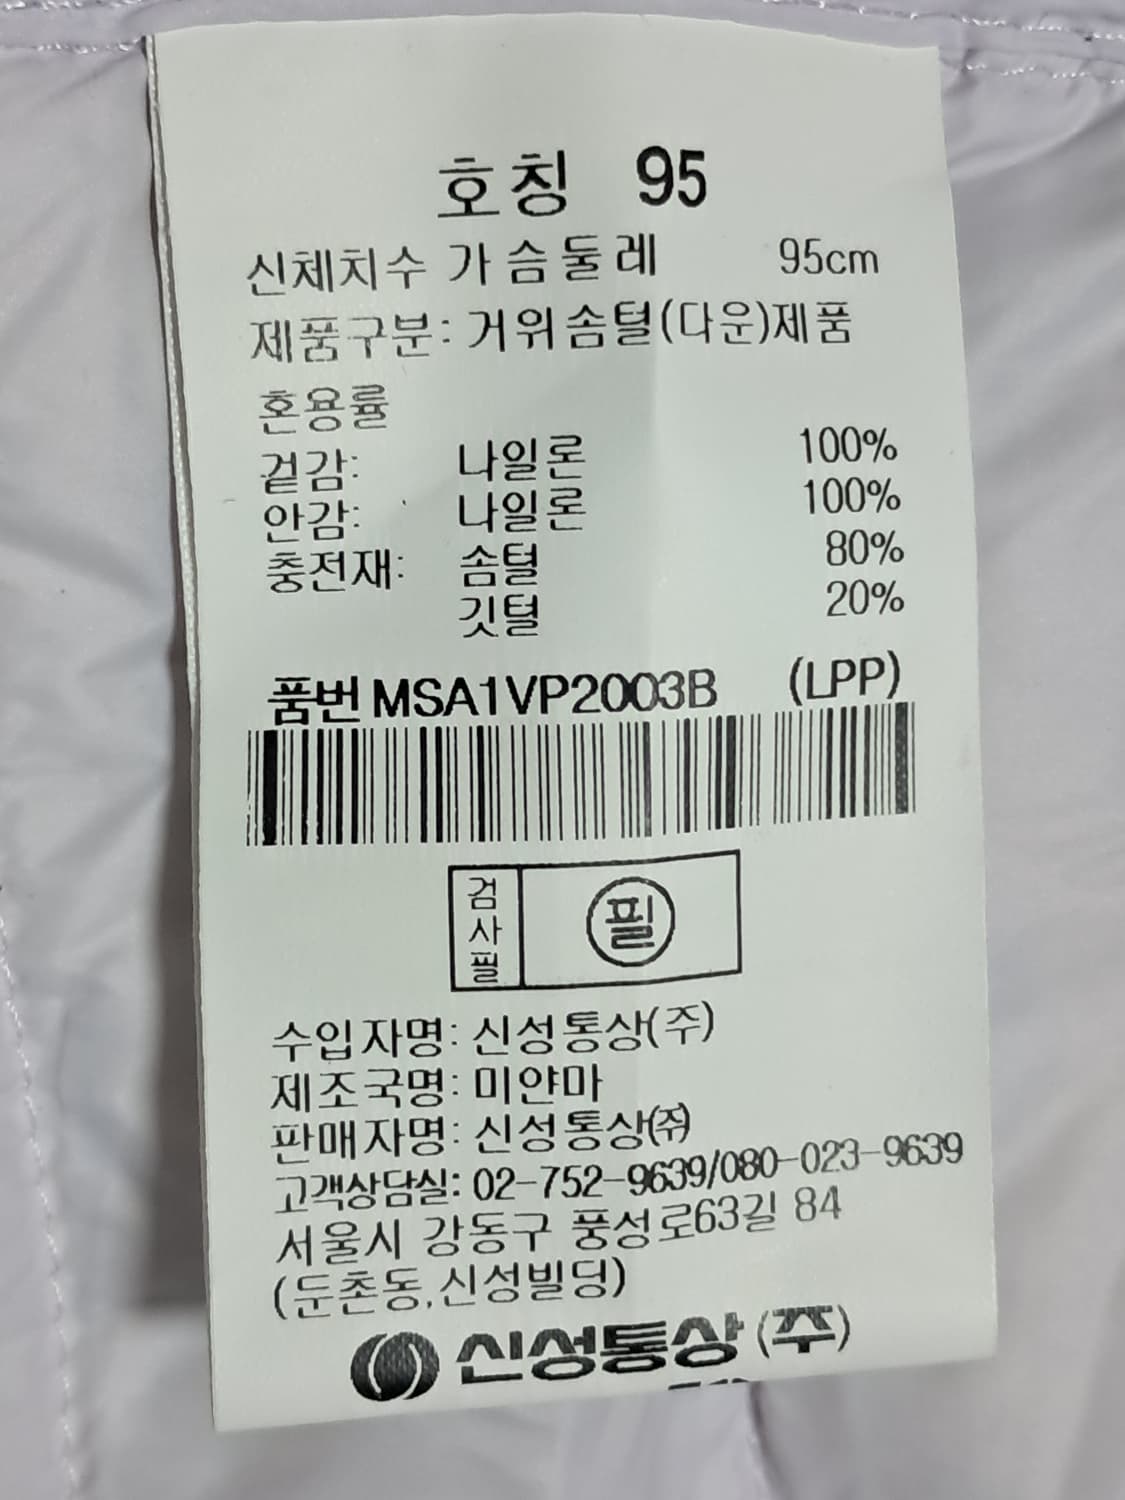 호칭 95
신체치수 가슴둘레 95cm
제품구분: 거위솜털(다운)제품
혼용률
겉감: 나일론 100%
안감: 나일론 100%
충전재: 솜털 80%
깃털 20%
품번 MSA1VP2003B (LPP)
검사필 필
수입자명: 신성통상(주)
제조국명: 미얀마
판매자명: 신성통상(주)
고객상담실: 02-752-9639/080-023-9639
서울시 강동구 풍성로63길 84
(둔촌동,신성빌딩)
신성통상(주)